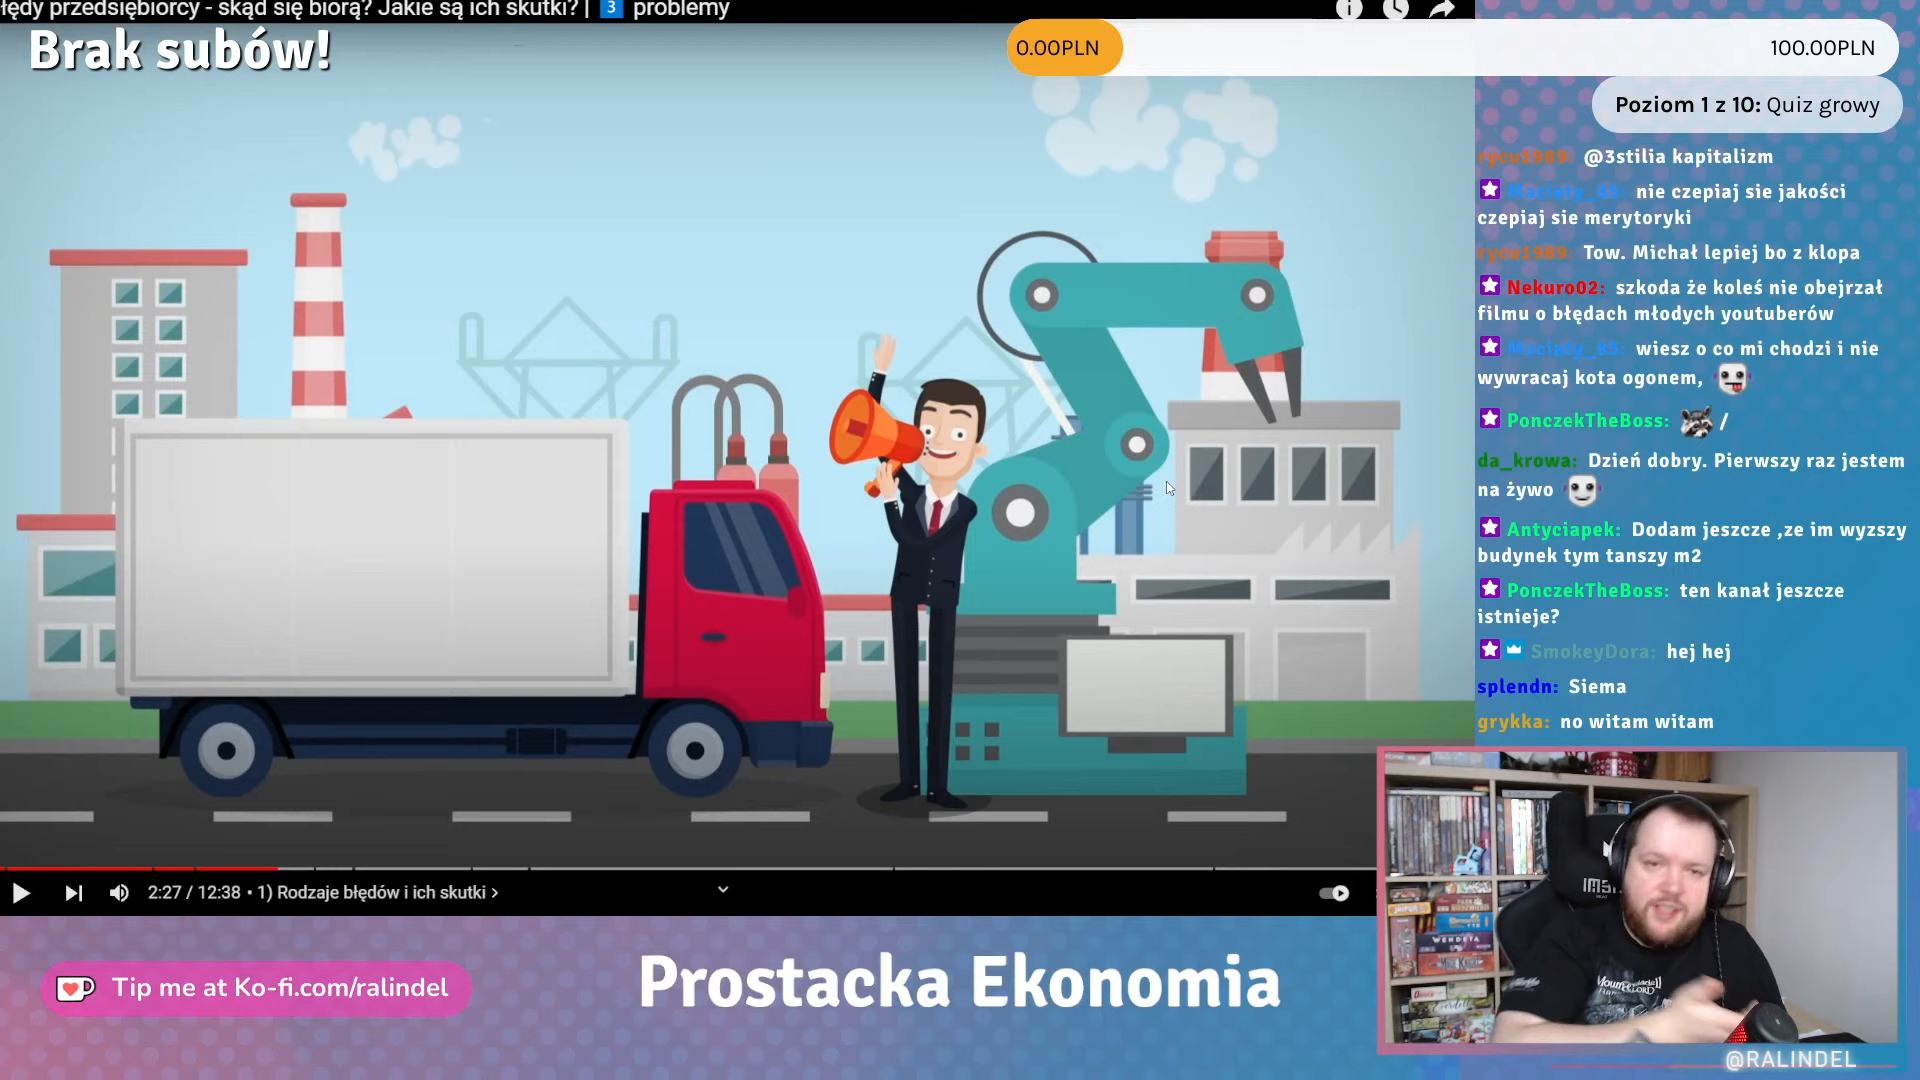 łędy przedsiębiorcy - skąd się biorą? Jakie są ich skutki? | 3 problemy
Brak subów!
0.00PLN
100.00PLN
Poziom 1 z 10: Quiz growy
rycu1989: @3stilia kapitalizm
nie czepiaj sie jakości
czepiaj sie merytoryki
rycu1989: Tow. Michał lepiej bo z klopa
Nekuro02: szkoda że koleś nie obejrzał
filmu o błędach młodych youtuberów
wiesz o co mi chodzi i nie
wywracaj kota ogonem,
PonczekTheBoss: /
da_krowa: Dzień dobry. Pierwszy raz jestem
na żywo
Antyciapek: Dodam jeszcze ,ze im wyzszy
budynek tym tanszy m2
PonczekTheBoss: ten kanał jeszcze
istnieje?
SmokeyDora: hej hej
splendn: Siema
grykka: no witam witam
2:27 / 12:38 • 1) Rodzaje błędów i ich skutki ›
Tip me at Ko-fi.com/ralindel
Prostacka Ekonomia
WENDETA
@RALINDEL